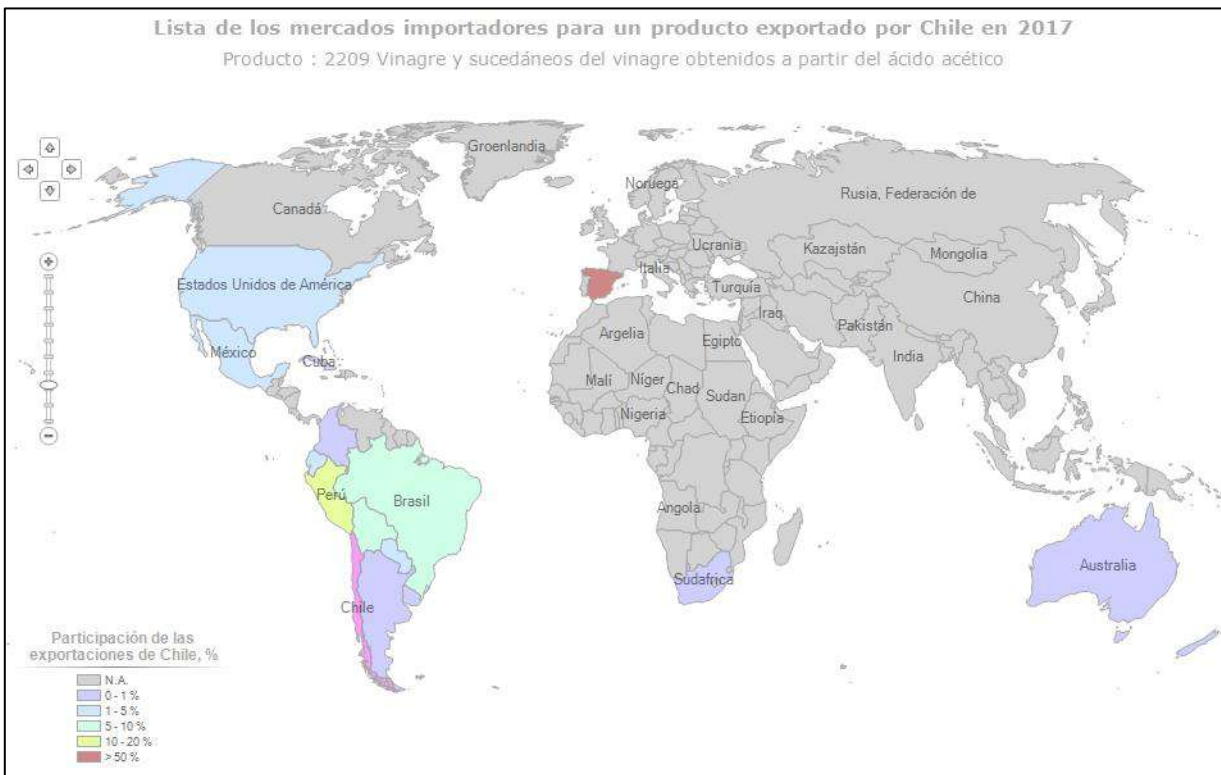 Lista de los mercados importadores para un producto exportado por Chile en 2017
Producto : 2209 Vinagre y sucedáneos del vinagre obtenidos a partir del ácido acético
Groenlandia
Noruega
Rusia, Federación de
Canadá
Ucrania
Kazajstán
Mongolia
Italia
Estados Unidos de América
Turquía
China
Iraq
Pakistán
Argelia
Egipto
India
México
Cuba
Malí
Níger
Chad
Sudan
Nigeria
Etiopía
Perú
Brasil
Angola
Sudafrica
Australia
Chile
Participación de las
exportaciones de Chile, %
N.A.
0 - 1 %
1 - 5 %
5 - 10 %
10 - 20 %
> 50 %